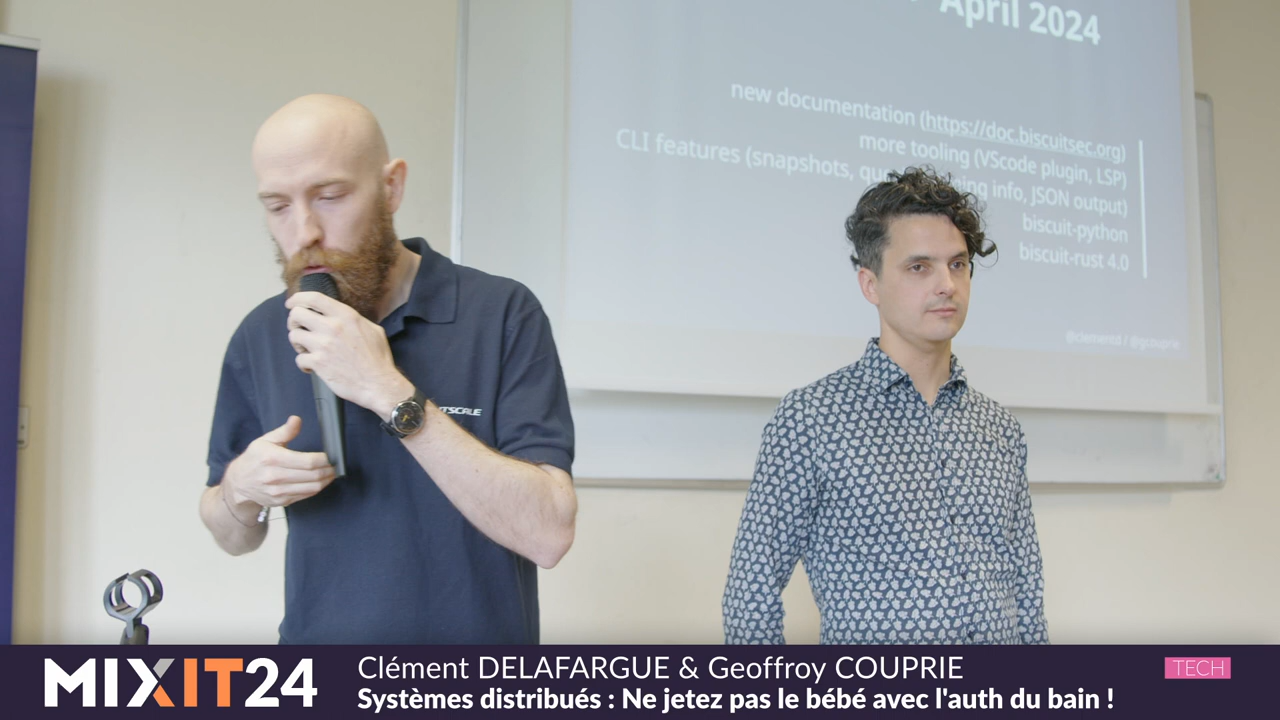 April 2024
new documentation (https://doc.biscuitsec.org)
more tooling (VScode plugin, LSP)
CLI features (snapshots, info, JSON output)
biscuit-python
biscuit-rust 4.0
@clementd / @gcouprie
MIXIT24
Clément DELAFARGUE & Geoffroy COUPRIE
TECH
Systèmes distribués : Ne jetez pas le bébé avec l'auth du bain !